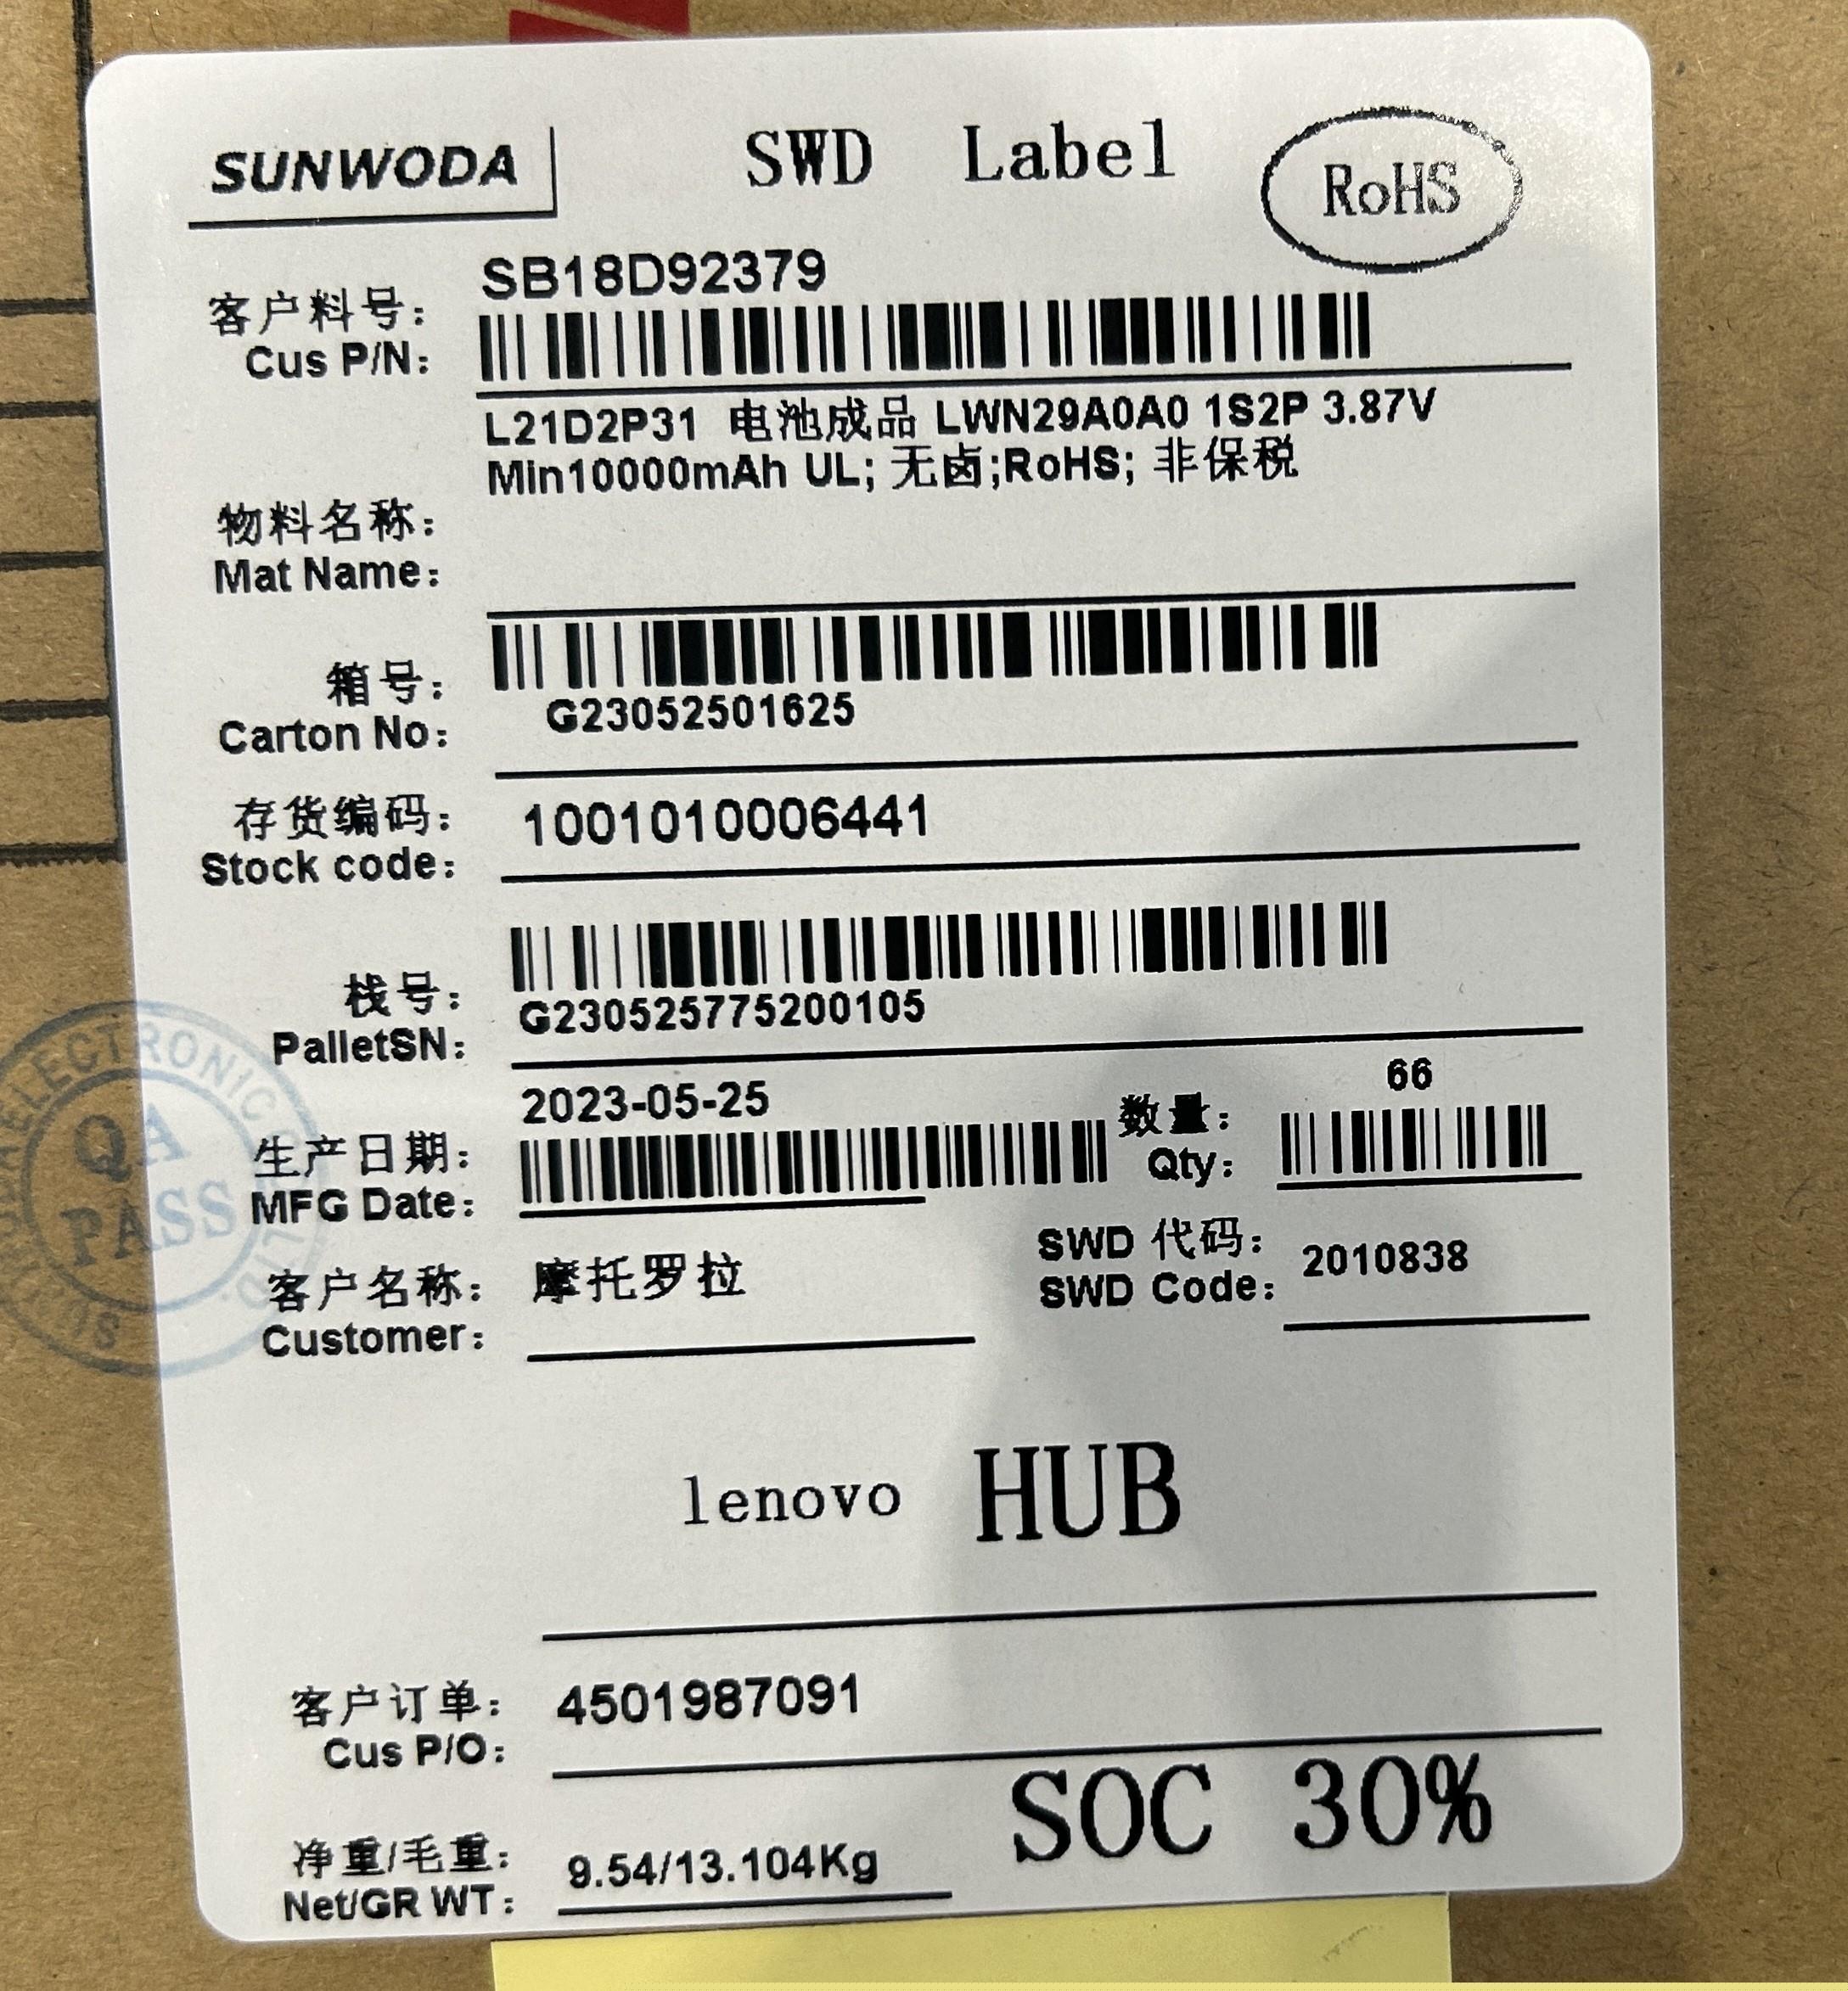 SUNWODA
SWD Label
RoHS
客户料号: SB18D92379
Cus P/N:
L21D2P31 电池成品 LWN29A0A0 1S2P 3.87V
Min10000mAh UL; 无卤;RoHS; 非保税
物料名称:
Mat Name:
箱号:
Carton No: G23052501625
存货编码: 1001010006441
Stock code:
栈号:
PalletSN: G230525775200105
2023-05-25
66
生产日期:
MFG Date:
数量:
Qty:
客户名称: 摩托罗拉
Customer:
SWD 代码: 2010838
SWD Code:
lenovo HUB
客户订单: 4501987091
Cus P/O:
SOC 30%
净重/毛重: 9.54/13.104Kg
Net/GR WT:
ELECTRONIC
QA
PASS